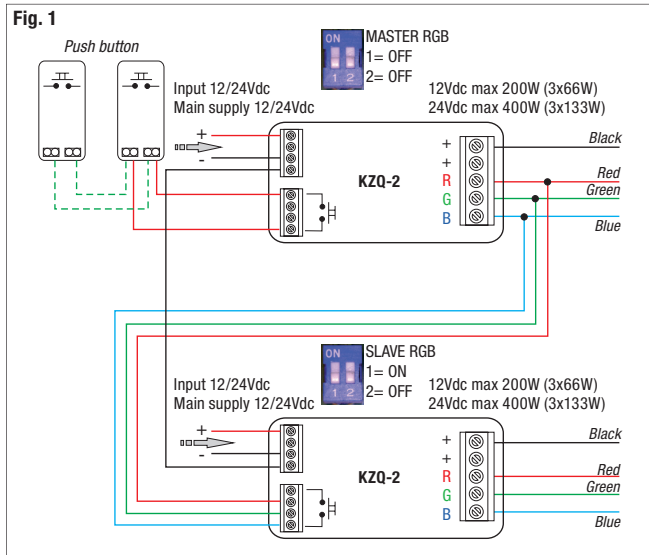 Fig. 1
Push button
ON
1 2
MASTER RGB
1= OFF
2= OFF
Input 12/24Vdc
Main supply 12/24Vdc
12Vdc max 200W (3x66W)
24Vdc max 400W (3x133W)
+
-
KZQ-2
+
+
R
G
B
Black
Red
Green
Blue
ON
1 2
SLAVE RGB
1= ON
2= OFF
Input 12/24Vdc
Main supply 12/24Vdc
12Vdc max 200W (3x66W)
24Vdc max 400W (3x133W)
+
-
KZQ-2
+
+
R
G
B
Black
Red
Green
Blue